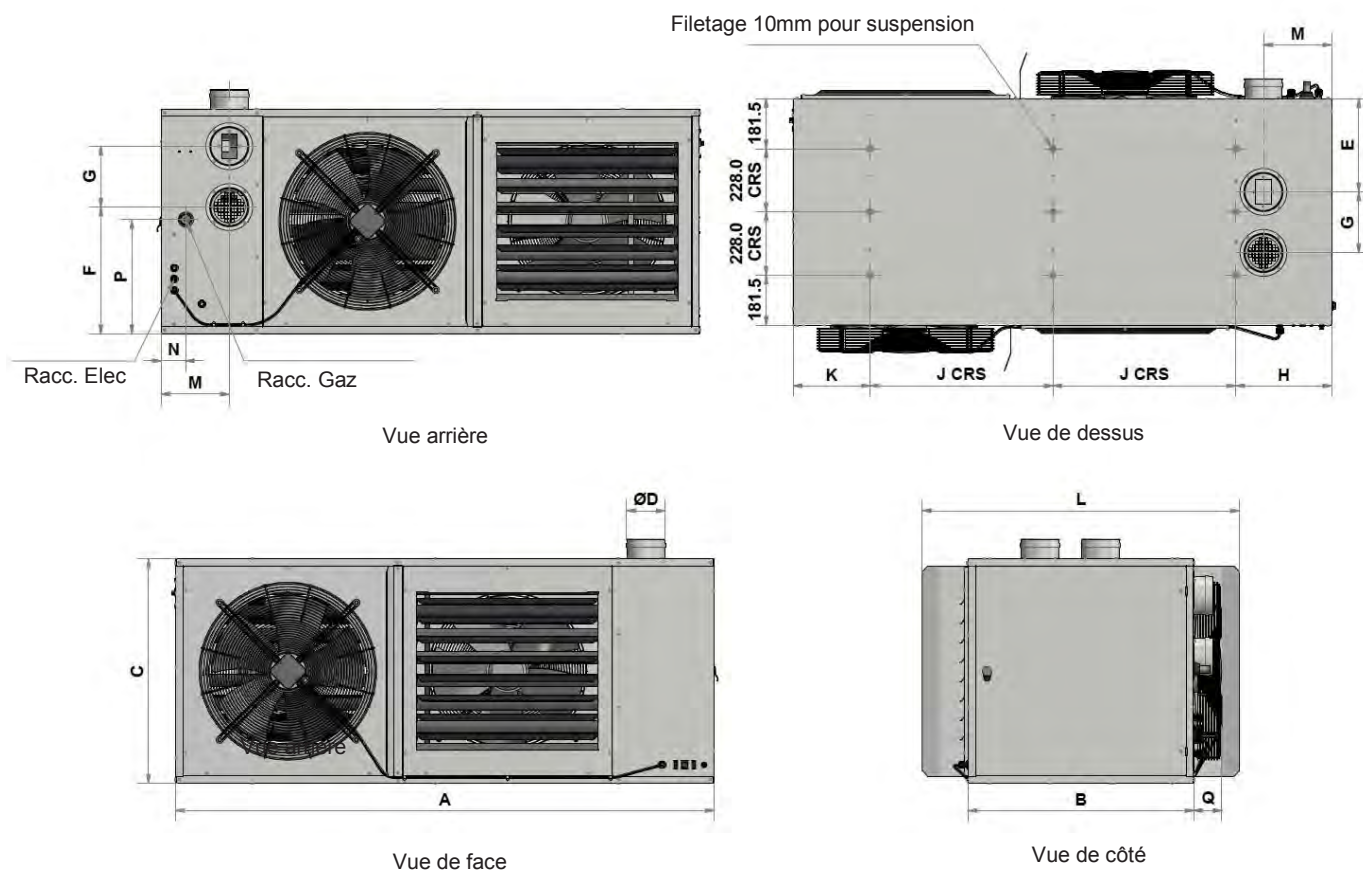 Filetage 10mm pour suspension
M
181.5
228.0
CRS
228.0
CRS
181.5
E
G
K
J CRS
J CRS
H
Vue de dessus
G
F
P
N
M
Racc. Elec
Racc. Gaz
Vue arrière
ØD
C
Vue arrière
A
Vue de face
L
B
Q
Vue de côté